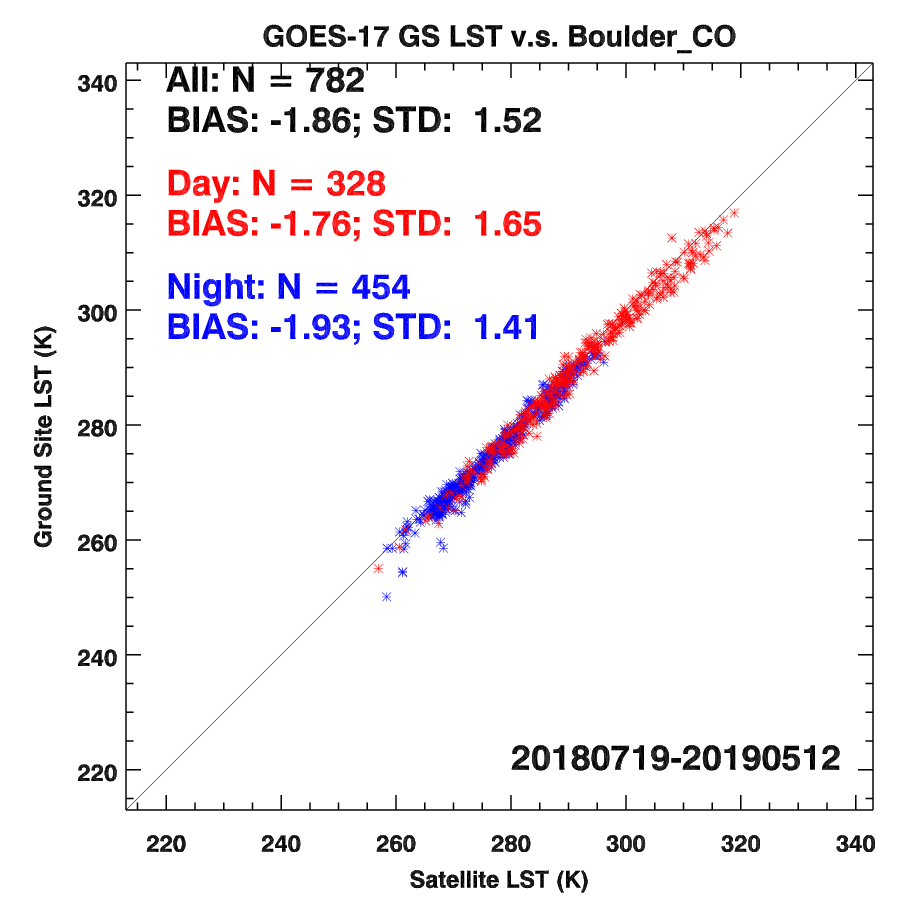 GOES-17 GS LST v.s. Boulder_CO
All: N = 782
BIAS: -1.86; STD: 1.52
Day: N = 328
BIAS: -1.76; STD: 1.65
Night: N = 454
BIAS: -1.93; STD: 1.41
340
320
300
280
260
240
220
Ground Site LST (K)
20180719-20190512
220 240 260 280 300 320 340
Satellite LST (K)